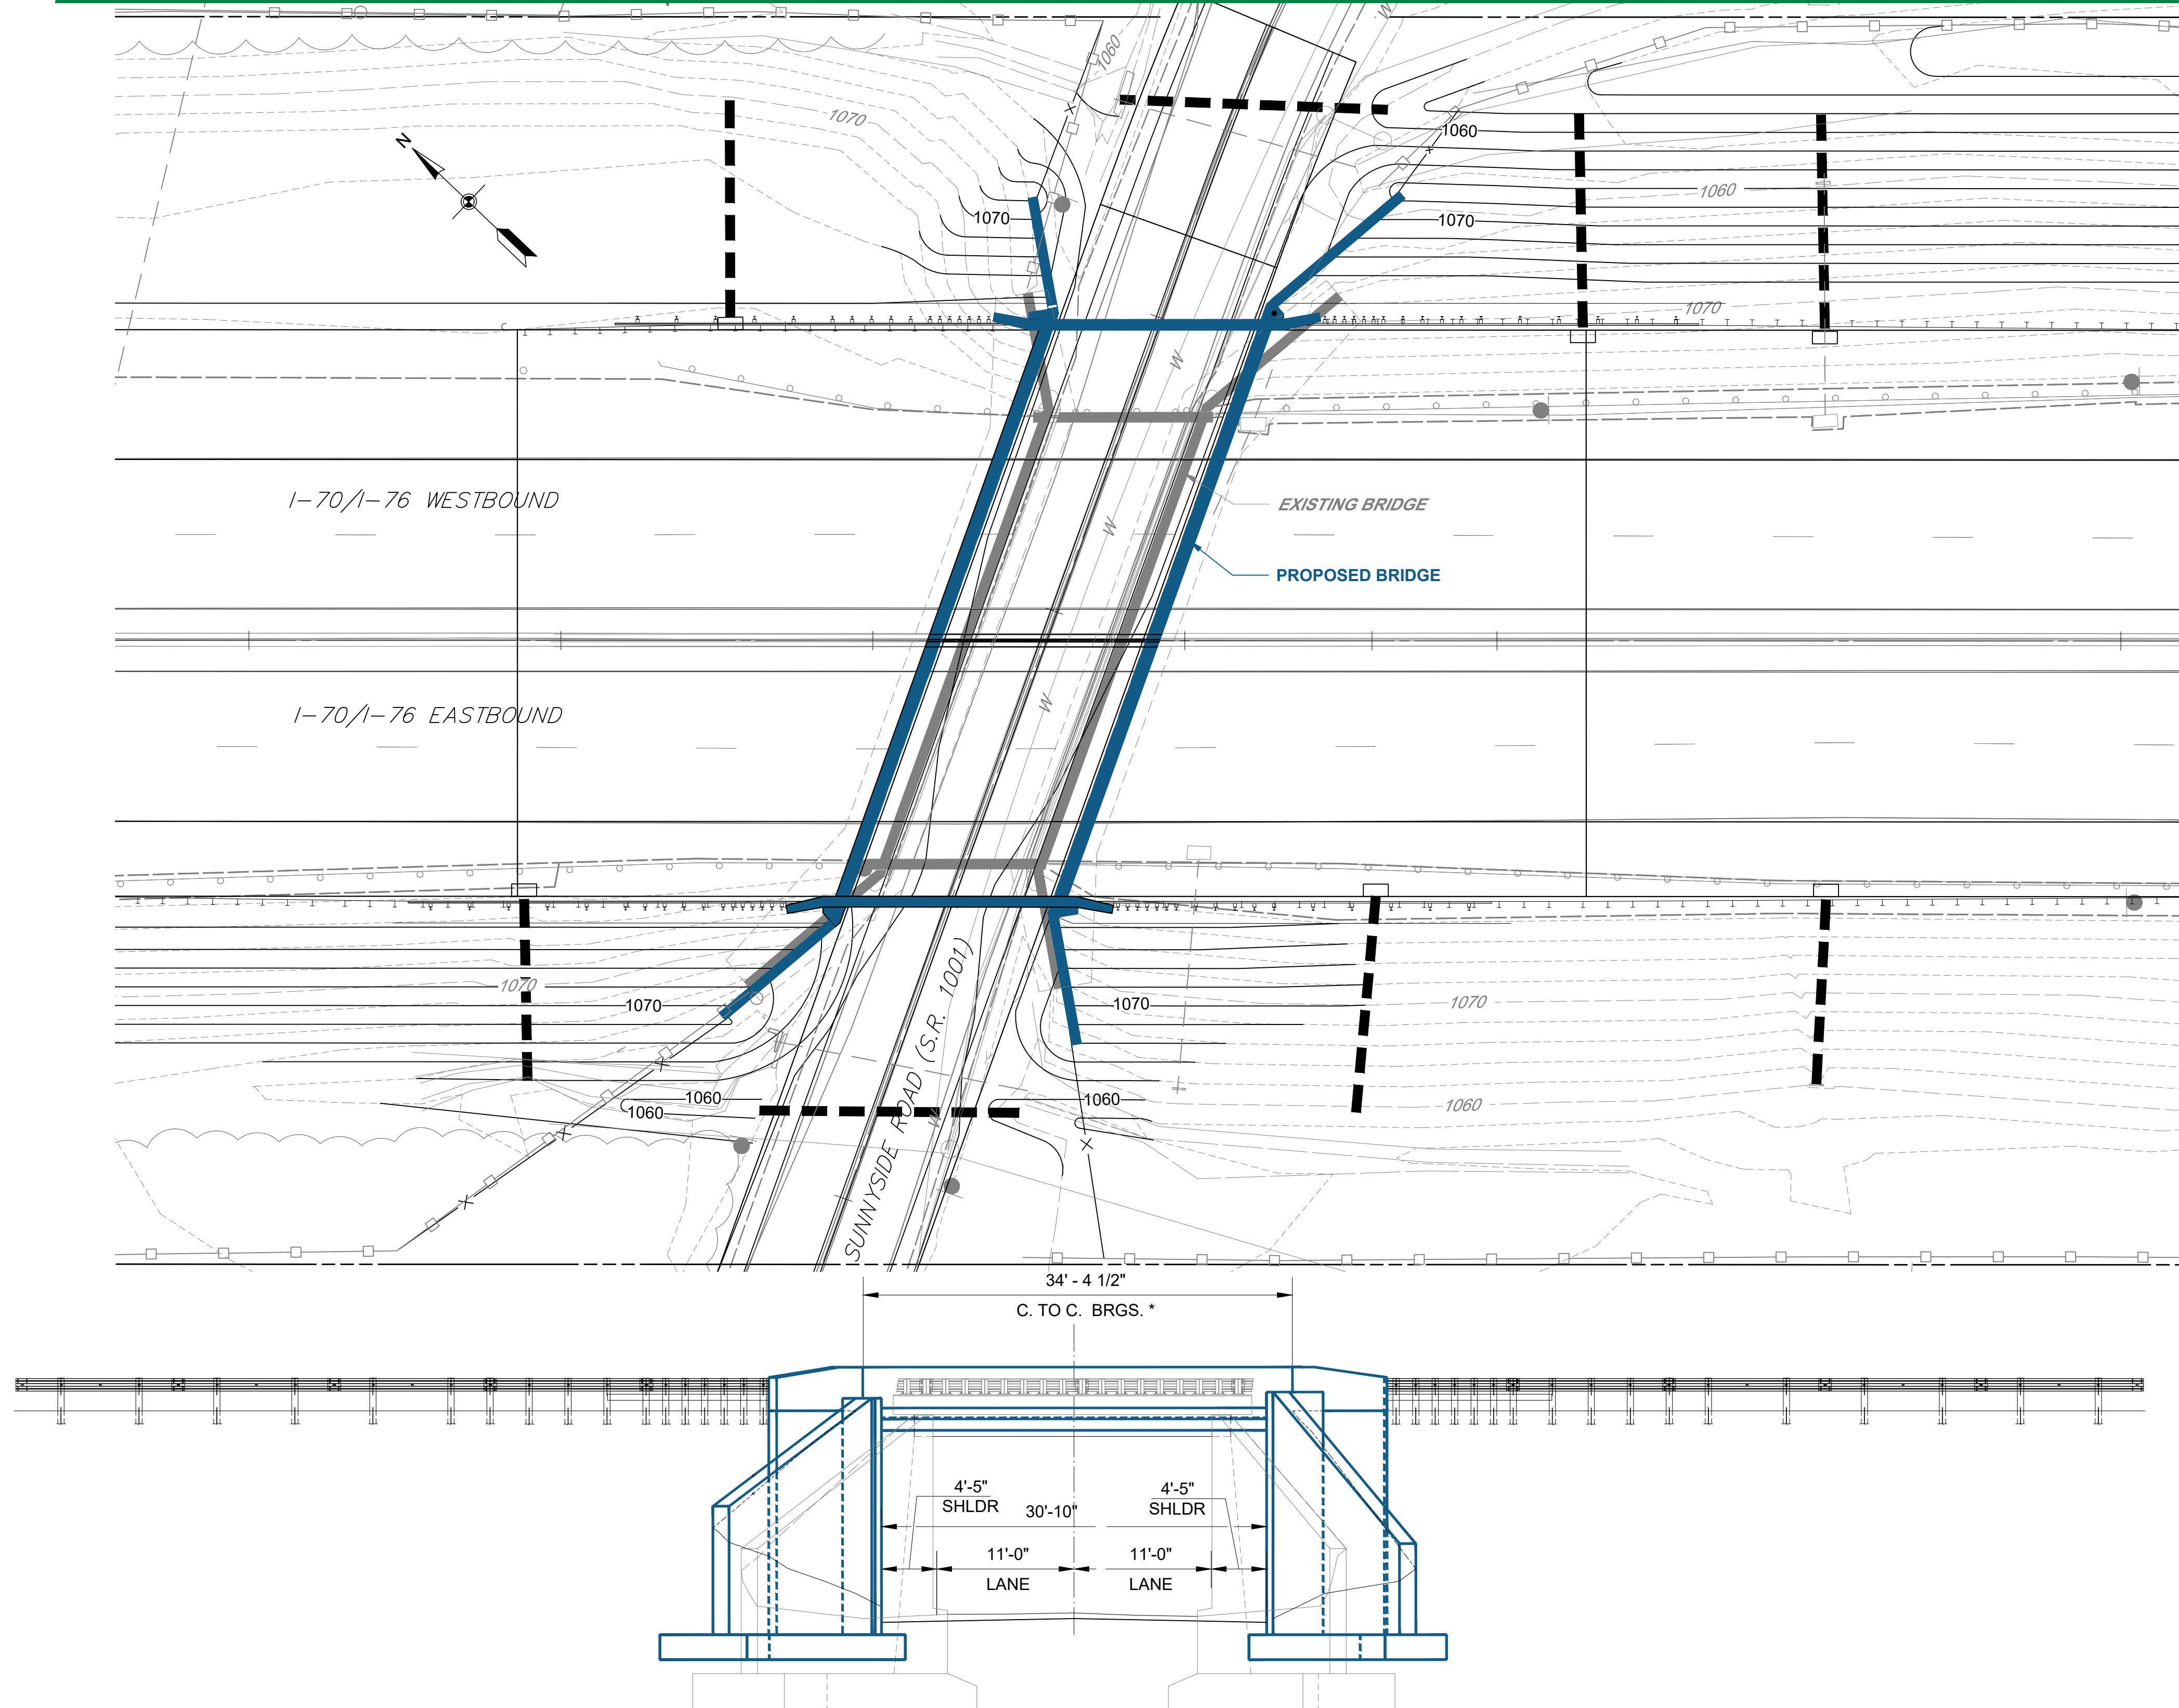 W
W
1060
N
1070
1060
1060
1070
1070
1070
W
I-70/I-76 WESTBOUND
EXISTING BRIDGE
W
PROPOSED BRIDGE
I-70/I-76 EASTBOUND
W
1070
1070
1070
1070
SUNNYSIDE ROAD (S.R. 1001)
1060
1060
1060
1060
W
34' - 4 1/2"
C. TO C. BRGS. *
4'-5"
SHLDR
30'-10"
4'-5"
SHLDR
11'-0"
LANE
11'-0"
LANE